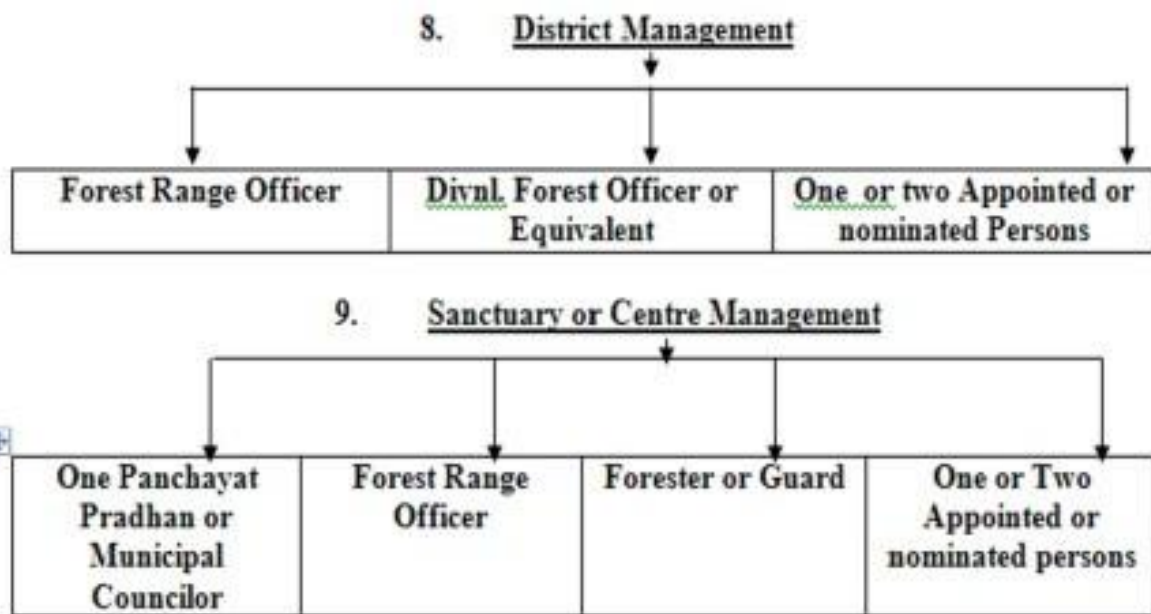 8. District Management
Forest Range Officer
Divnl. Forest Officer or
Equivalent
One or two Appointed or
nominated Persons
9. Sanctuary or Centre Management
One Panchayat
Pradhan or
Municipal
Councilor
Forest Range
Officer
Forester or Guard
One or Two
Appointed or
nominated persons